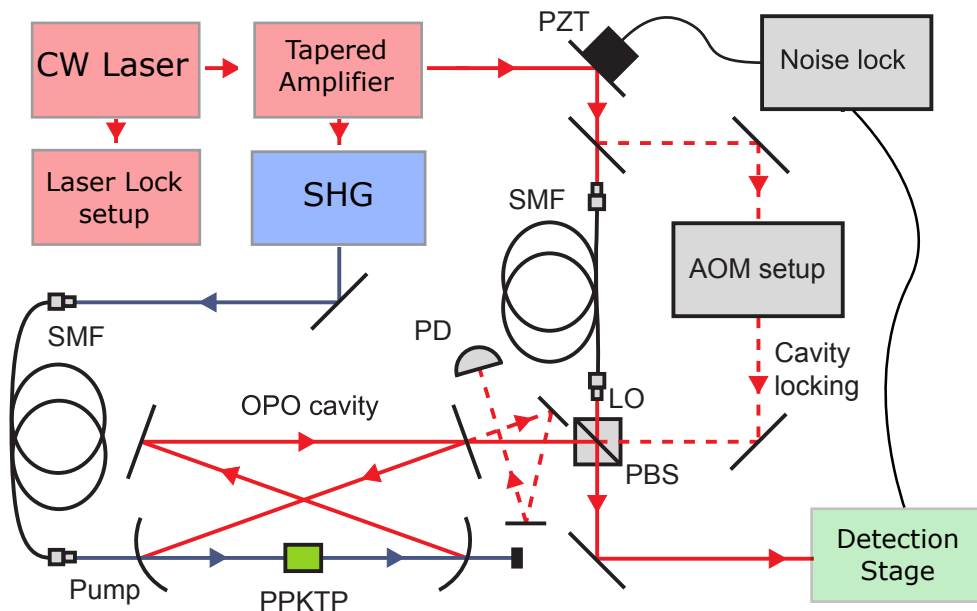 PZT
CW Laser
Tapered
Amplifier
Noise lock
Laser Lock
setup
SHG
SMF
AOM setup
SMF
PD
Cavity
locking
LO
OPO cavity
PBS
Pump
PPKTP
Detection
Stage